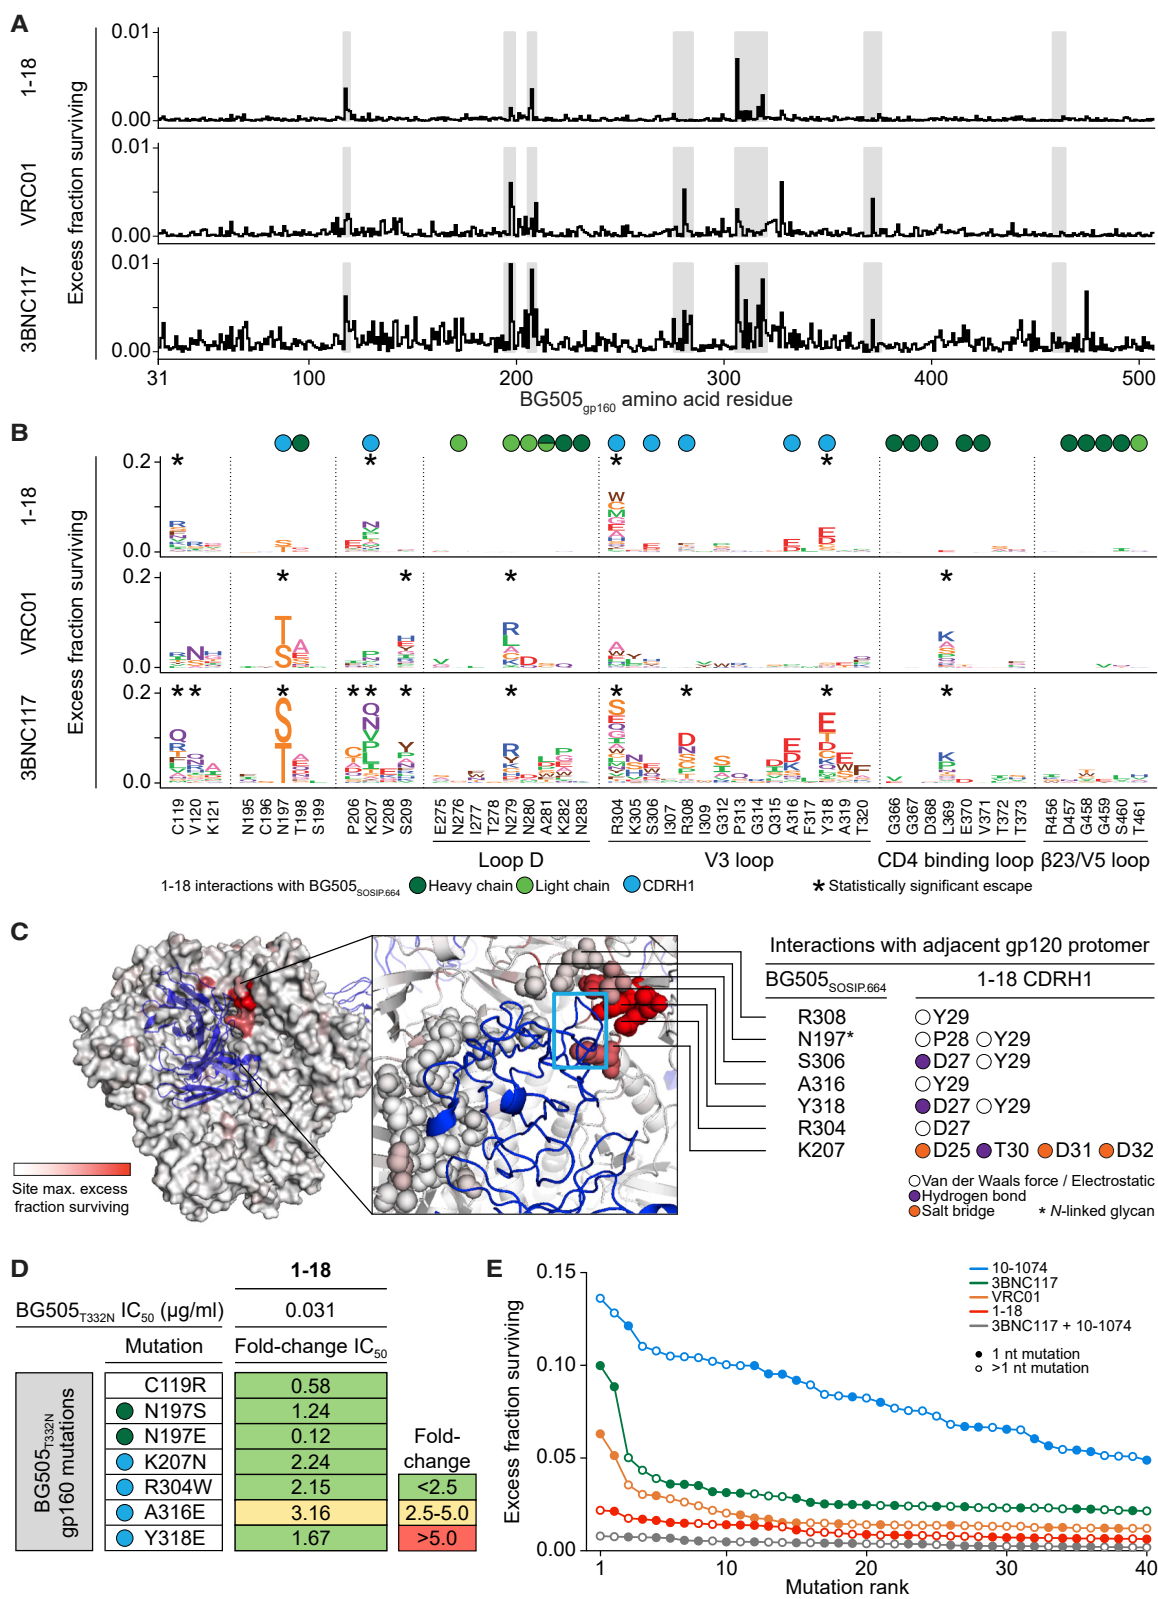 A
Excess fraction surviving
1-18
0.01
0.00
VRC01
0.01
0.00
3BNC117
0.01
0.00
31 100 200 300 400 500
BG505gp160 amino acid residue
B
Excess fraction surviving
1-18
0.2
0.1
0.0
VRC01
0.2
0.1
0.0
3BNC117
0.2
0.1
0.0
C119 V120 K121 N195 C196 N197 T198 S199 P206 K207 V208 S209 E275 N276 I277 T278 N279 N280 A281 K282 N283 R304 K305 S306 I307 R308 I309 G312 P313 G314 Q315 A316 F317 Y318 A319 T320 G366 G367 D368 L369 E370 V371 T372 T373 R456 D457 G458 G459 S460 T461
Loop D V3 loop CD4 binding loop β23/V5 loop
1-18 interactions with BG505SOSIP.664 Heavy chain Light chain CDRH1 * Statistically significant escape
C
Site max. excess
fraction surviving
Interactions with adjacent gp120 protomer
BG505SOSIP.664 1-18 CDRH1
R308 Y29
N197* P28 Y29
S306 D27 Y29
A316 Y29
Y318 D27 Y29
R304 D27
K207 D25 T30 D31 D32
Van der Waals force / Electrostatic
Hydrogen bond
Salt bridge * N-linked glycan
D
1-18
BG505T332N IC50 (µg/ml) 0.031
Mutation Fold-change IC50
BG505T332N
gp160 mutations
C119R 0.58
N197S 1.24
N197E 0.12
K207N 2.24
R304W 2.15
A316E 3.16
Y318E 1.67
Fold-
change
<2.5
2.5-5.0
>5.0
E
Excess fraction surviving
0.15
0.10
0.05
0.00
1 10 20 30 40
Mutation rank
10-1074
3BNC117
VRC01
1-18
3BNC117 + 10-1074
1 nt mutation
>1 nt mutation